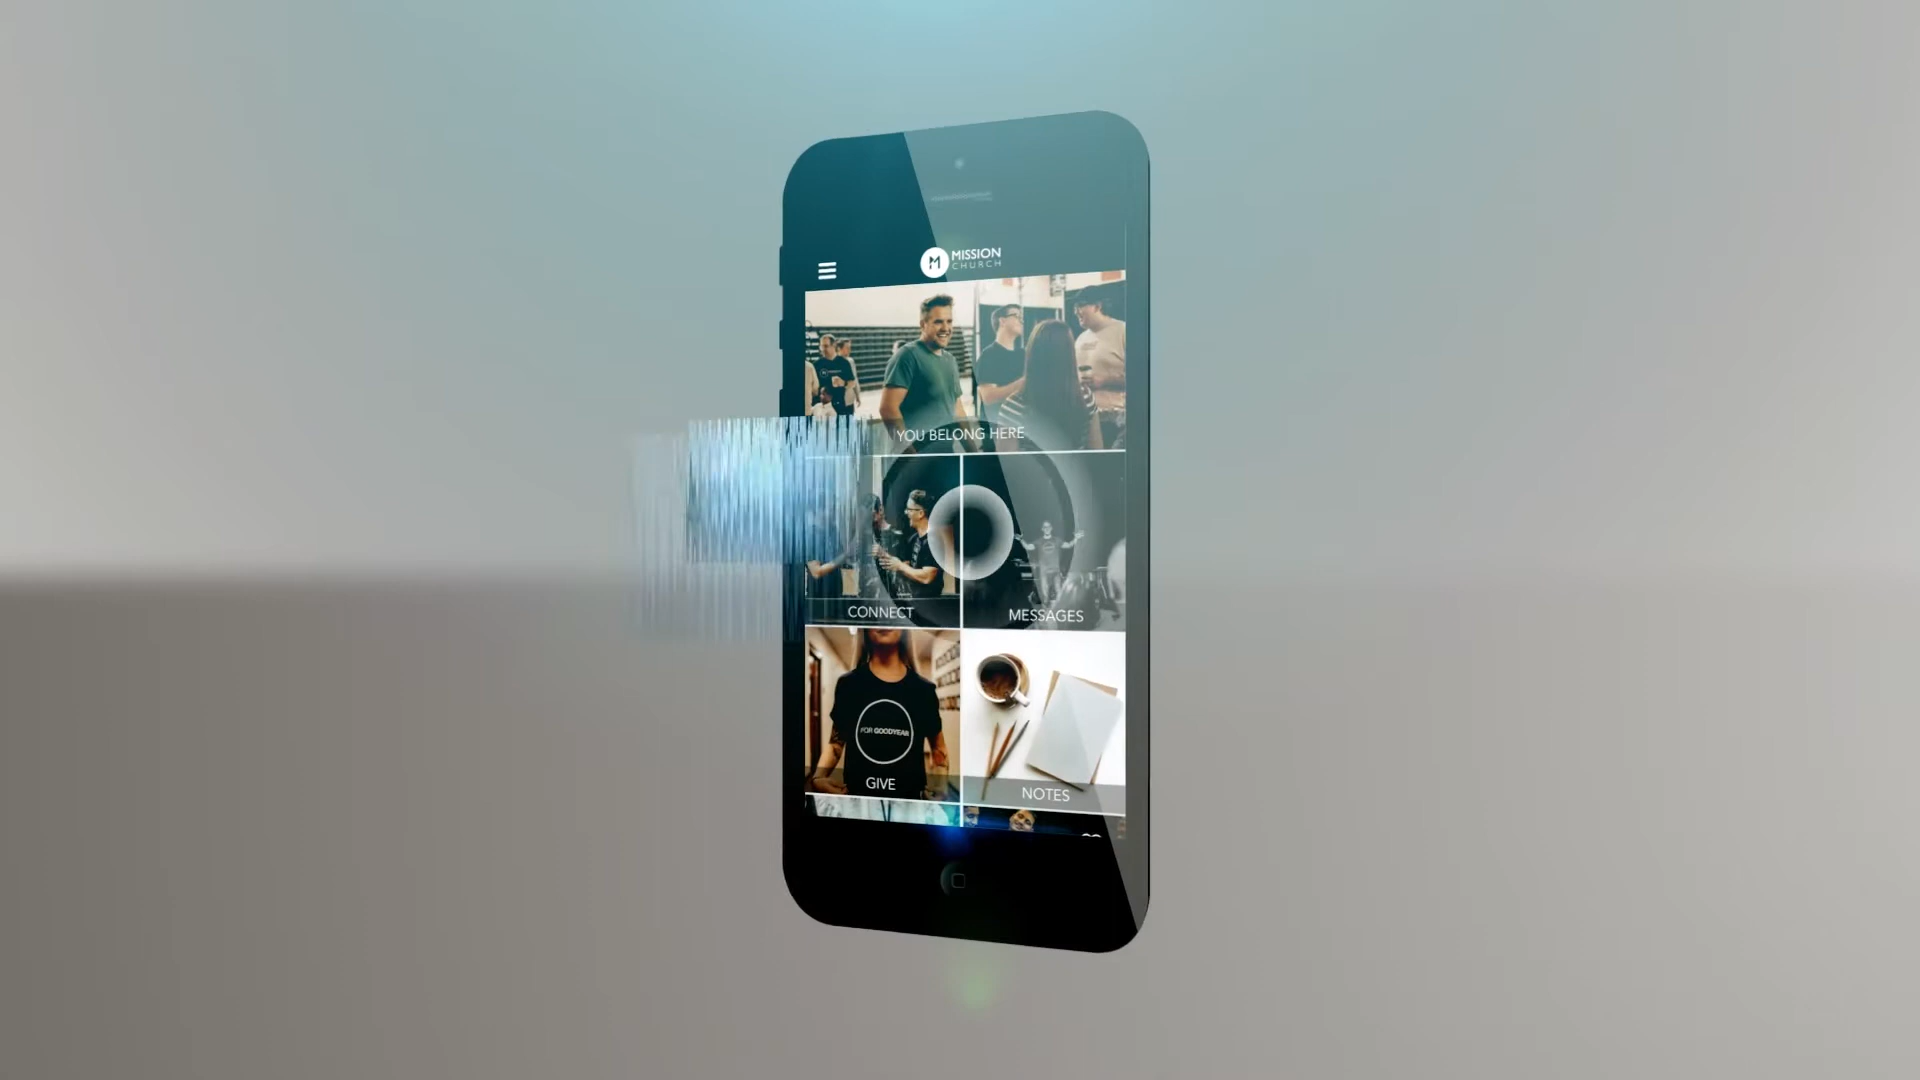 MISSION
CHURCH
YOU BELONG HERE
CONNECT
MESSAGES
FOR GOODYEAR
GIVE
NOTES